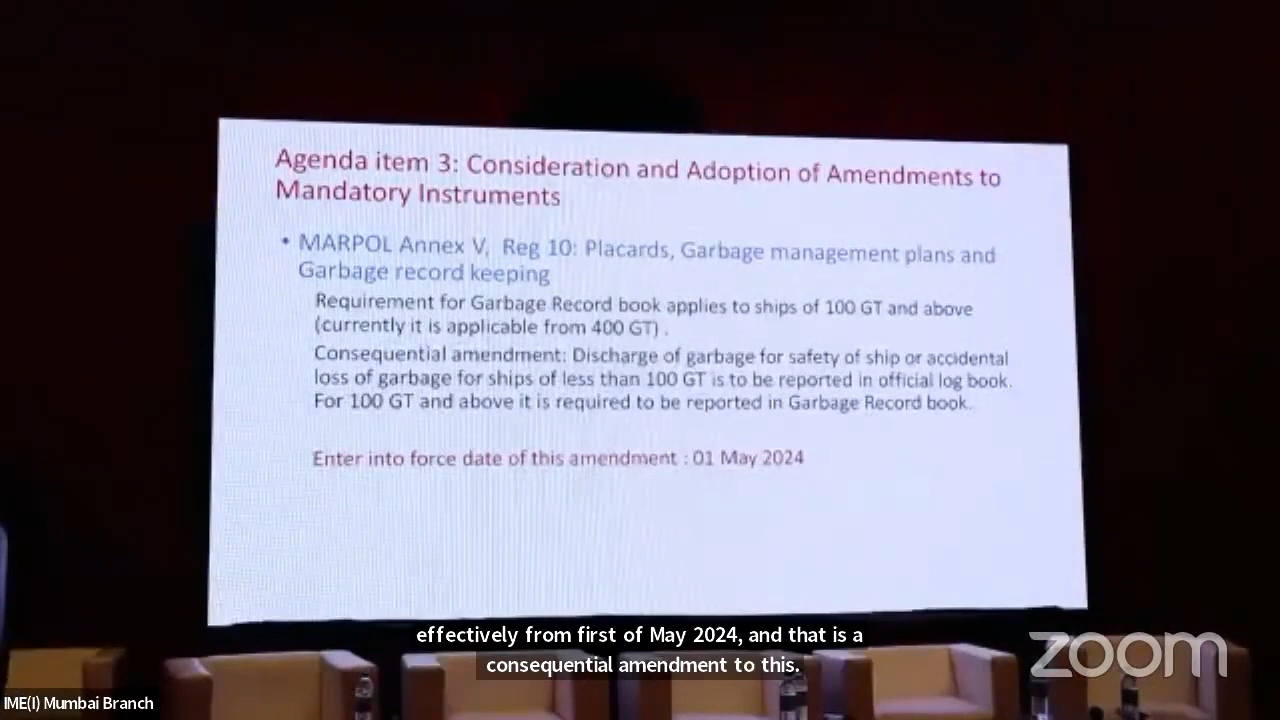 Agenda item 3: Consideration and Adoption of Amendments to
Mandatory Instruments
• MARPOL Annex V, Reg 10: Placards, Garbage management plans and
Garbage record keeping
Requirement for Garbage Record book applies to ships of 100 GT and above
(currently it is applicable from 400 GT) .
Consequential amendment: Discharge of garbage for safety of ship or accidental
loss of garbage for ships of less than 100 GT is to be reported in official log book.
For 100 GT and above it is required to be reported in Garbage Record book.
Enter into force date of this amendment : 01 May 2024
effectively from first of May 2024, and that is a
consequential amendment to this.
zoom
IME(I) Mumbai Branch